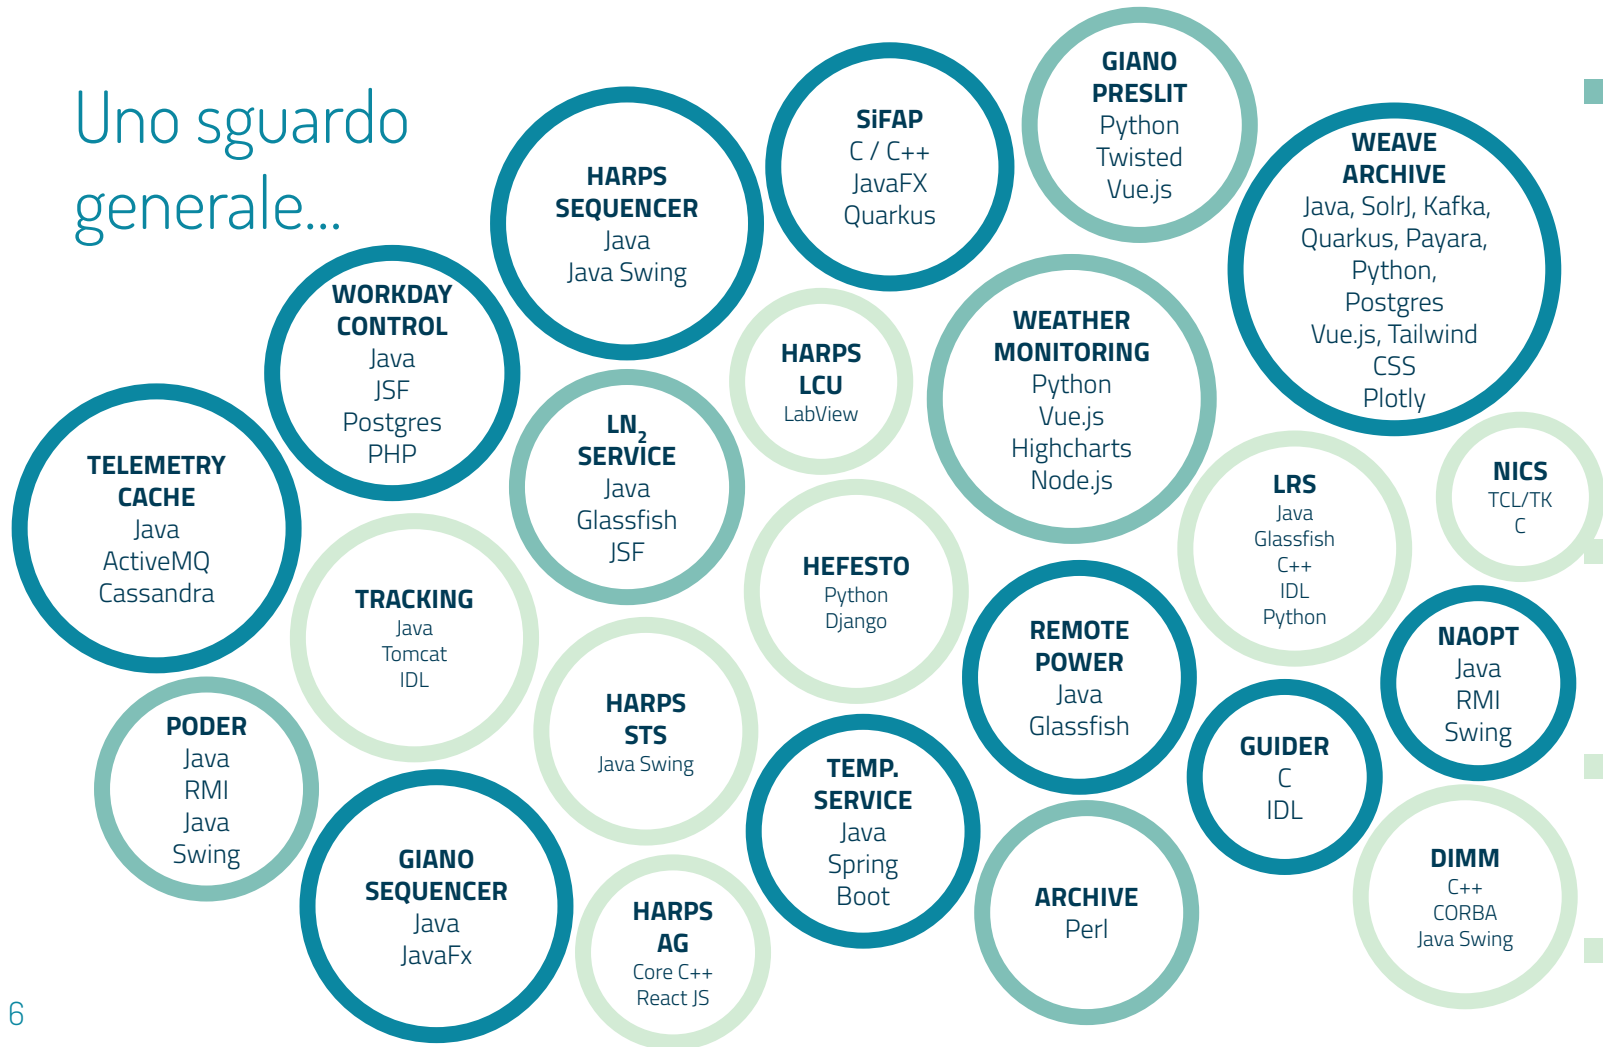 Uno sguardo
generale...
GIANO
PRESLIT
Python
Twisted
Vue.js
SiFAP
C / C++
JavaFX
Quarkus
WEAVE
ARCHIVE
Java, SolrJ, Kafka,
Quarkus, Payara,
Python,
Postgres
Vue.js, Tailwind
CSS
Plotly
HARPS
SEQUENCER
Java
Java Swing
WORKDAY
CONTROL
Java
JSF
Postgres
PHP
HARPS
LCU
LabView
WEATHER
MONITORING
Python
Vue.js
Highcharts
Node.js
TELEMETRY
CACHE
Java
ActiveMQ
Cassandra
LN₂
SERVICE
Java
Glassfish
JSF
LRS
Java
Glassfish
C++
IDL
Python
NICS
TCL/TK
C
TRACKING
Java
Tomcat
IDL
HEFESTO
Python
Django
REMOTE
POWER
Java
Glassfish
NAOPT
Java
RMI
Swing
PODER
Java
RMI
Java
Swing
HARPS
STS
Java Swing
TEMP.
SERVICE
Java
Spring
Boot
GUIDER
C
IDL
GIANO
SEQUENCER
Java
JavaFx
HARPS
AG
Core C++
React JS
ARCHIVE
Perl
DIMM
C++
CORBA
Java Swing
6